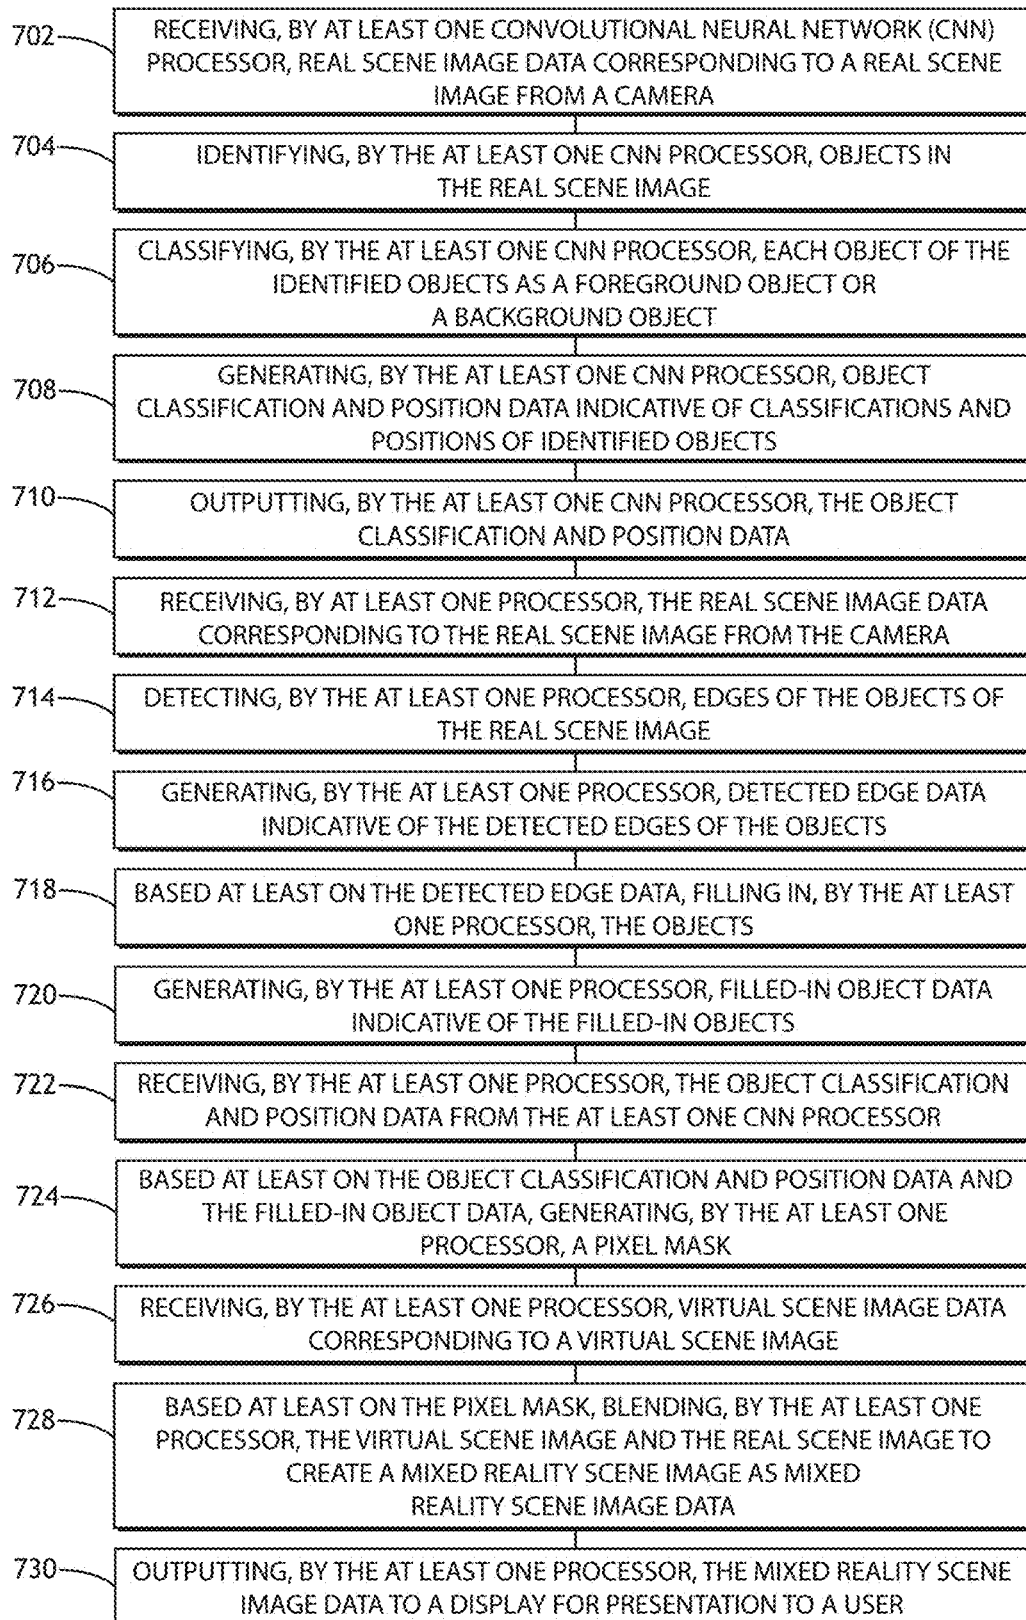 702
RECEIVING, BY AT LEAST ONE CONVOLUTIONAL NEURAL NETWORK (CNN)
PROCESSOR, REAL SCENE IMAGE DATA CORRESPONDING TO A REAL SCENE
IMAGE FROM A CAMERA
704
IDENTIFYING, BY THE AT LEAST ONE CNN PROCESSOR, OBJECTS IN
THE REAL SCENE IMAGE
706
CLASSIFYING, BY THE AT LEAST ONE CNN PROCESSOR, EACH OBJECT OF THE
IDENTIFIED OBJECTS AS A FOREGROUND OBJECT OR
A BACKGROUND OBJECT
708
GENERATING, BY THE AT LEAST ONE CNN PROCESSOR, OBJECT
CLASSIFICATION AND POSITION DATA INDICATIVE OF CLASSIFICATIONS AND
POSITIONS OF IDENTIFIED OBJECTS
710
OUTPUTTING, BY THE AT LEAST ONE CNN PROCESSOR, THE OBJECT
CLASSIFICATION AND POSITION DATA
712
RECEIVING, BY AT LEAST ONE PROCESSOR, THE REAL SCENE IMAGE DATA
CORRESPONDING TO THE REAL SCENE IMAGE FROM THE CAMERA
714
DETECTING, BY THE AT LEAST ONE PROCESSOR, EDGES OF THE OBJECTS OF
THE REAL SCENE IMAGE
716
GENERATING, BY THE AT LEAST ONE PROCESSOR, DETECTED EDGE DATA
INDICATIVE OF THE DETECTED EDGES OF THE OBJECTS
718
BASED AT LEAST ON THE DETECTED EDGE DATA, FILLING IN, BY THE AT LEAST
ONE PROCESSOR, THE OBJECTS
720
GENERATING, BY THE AT LEAST ONE PROCESSOR, FILLED-IN OBJECT DATA
INDICATIVE OF THE FILLED-IN OBJECTS
722
RECEIVING, BY THE AT LEAST ONE PROCESSOR, THE OBJECT CLASSIFICATION
AND POSITION DATA FROM THE AT LEAST ONE CNN PROCESSOR
724
BASED AT LEAST ON THE OBJECT CLASSIFICATION AND POSITION DATA AND
THE FILLED-IN OBJECT DATA, GENERATING, BY THE AT LEAST ONE
PROCESSOR, A PIXEL MASK
726
RECEIVING, BY THE AT LEAST ONE PROCESSOR, VIRTUAL SCENE IMAGE DATA
CORRESPONDING TO A VIRTUAL SCENE IMAGE
728
BASED AT LEAST ON THE PIXEL MASK, BLENDING, BY THE AT LEAST ONE
PROCESSOR, THE VIRTUAL SCENE IMAGE AND THE REAL SCENE IMAGE TO
CREATE A MIXED REALITY SCENE IMAGE AS MIXED
REALITY SCENE IMAGE DATA
730
OUTPUTTING, BY THE AT LEAST ONE PROCESSOR, THE MIXED REALITY SCENE
IMAGE DATA TO A DISPLAY FOR PRESENTATION TO A USER